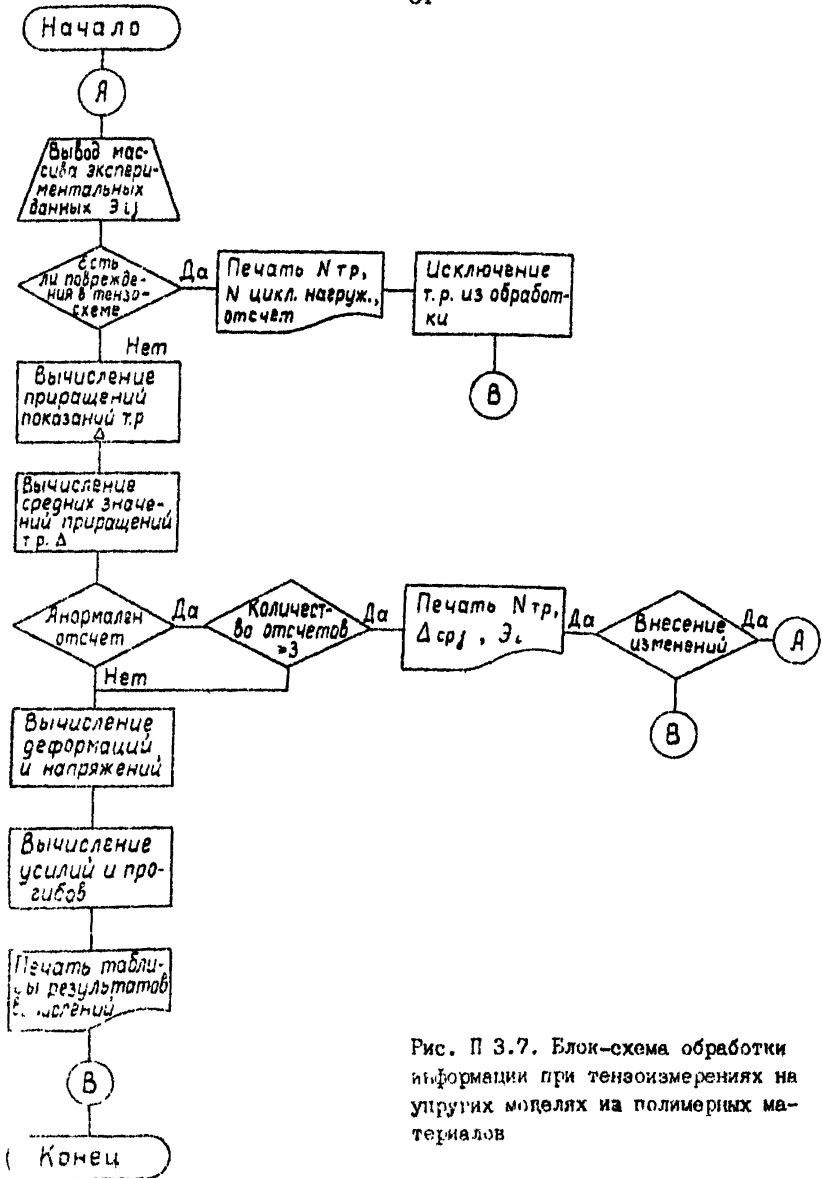 Начало
А
Вывод мас-
сива экспери-
ментальных
данных Эij
Есть
ли поврежде-
ния в тензо-
схеме
Да
Печать Nтр,
N цикл. нагруж.,
отсчет
Исключение
т.р. из обработ-
ки
В
Нет
Вычисление
приращений
показаний т.р
Δ
Вычисление
средних значе-
ний приращений
т.р. Δ
Анормален
отсчет
Да
Количест-
во отсчетов
≥3
Да
Печать Nтр,
Δсрj, Эi
Да
Внесение
изменений
Да
А
В
Нет
Вычисление
деформаций
и напряжений
Вычисление
усилий и про-
гибов
Печать табли-
цы результатов
В
Конец
Рис. П 3.7. Блок-схема обработки
информации при тензоизмерениях на
упругих моделях из полимерных ма-
териалов